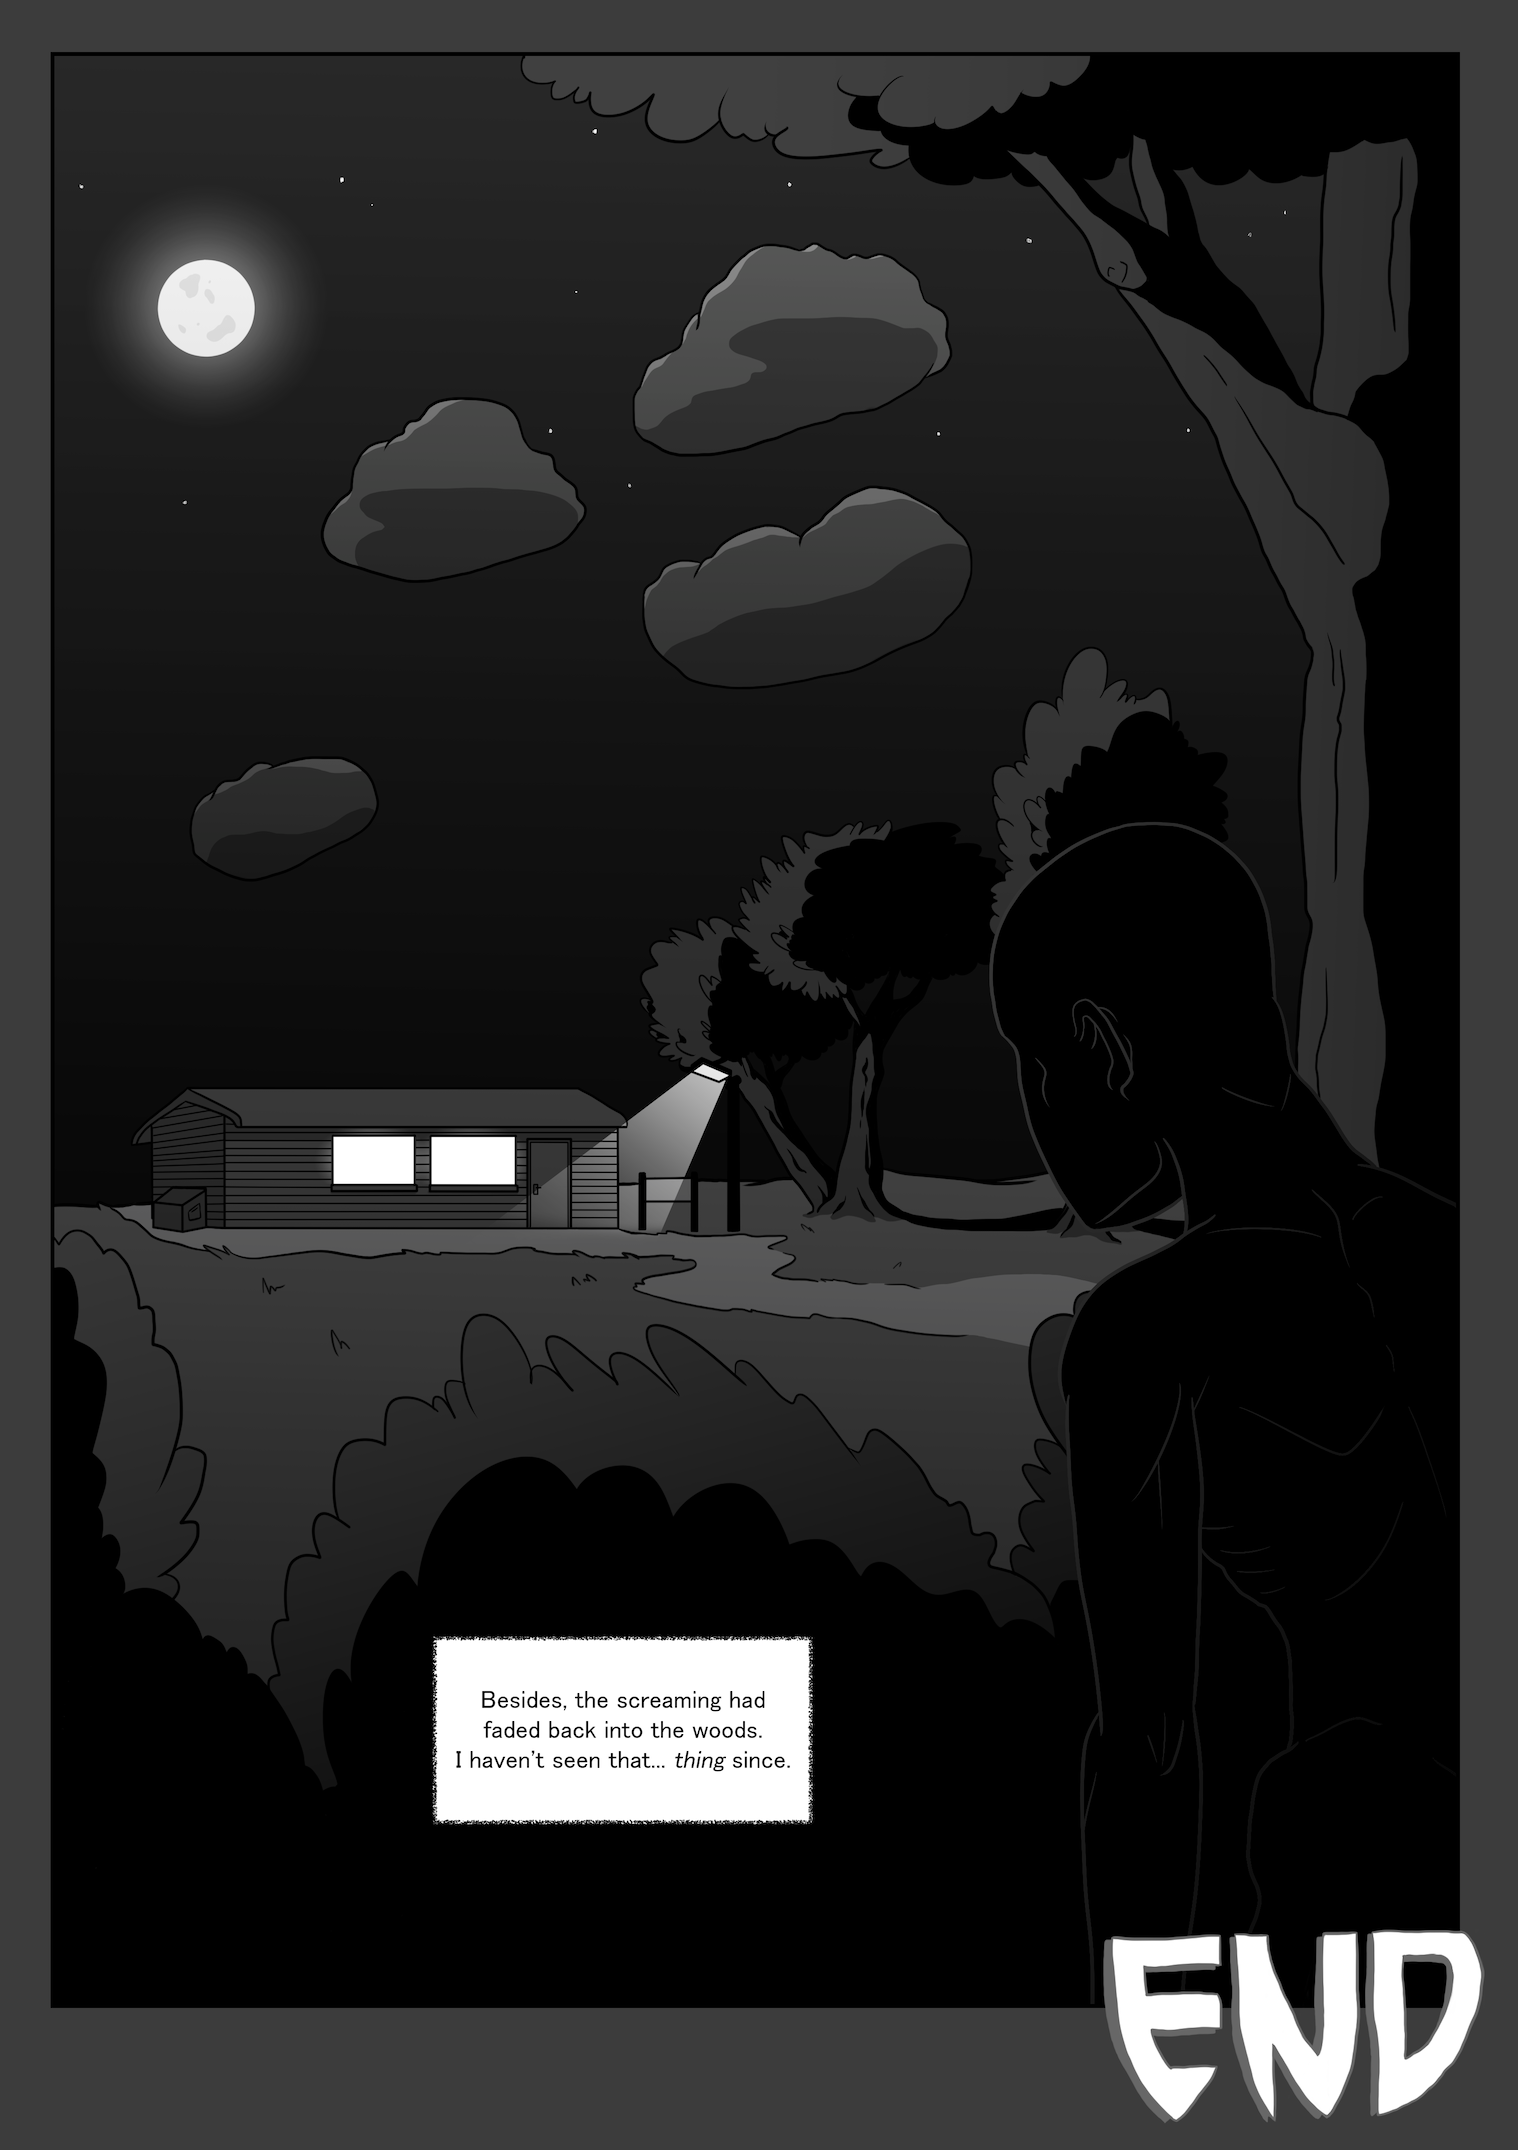 Besides, the screaming had
faded back into the woods.
I haven't seen that... thing since.
END